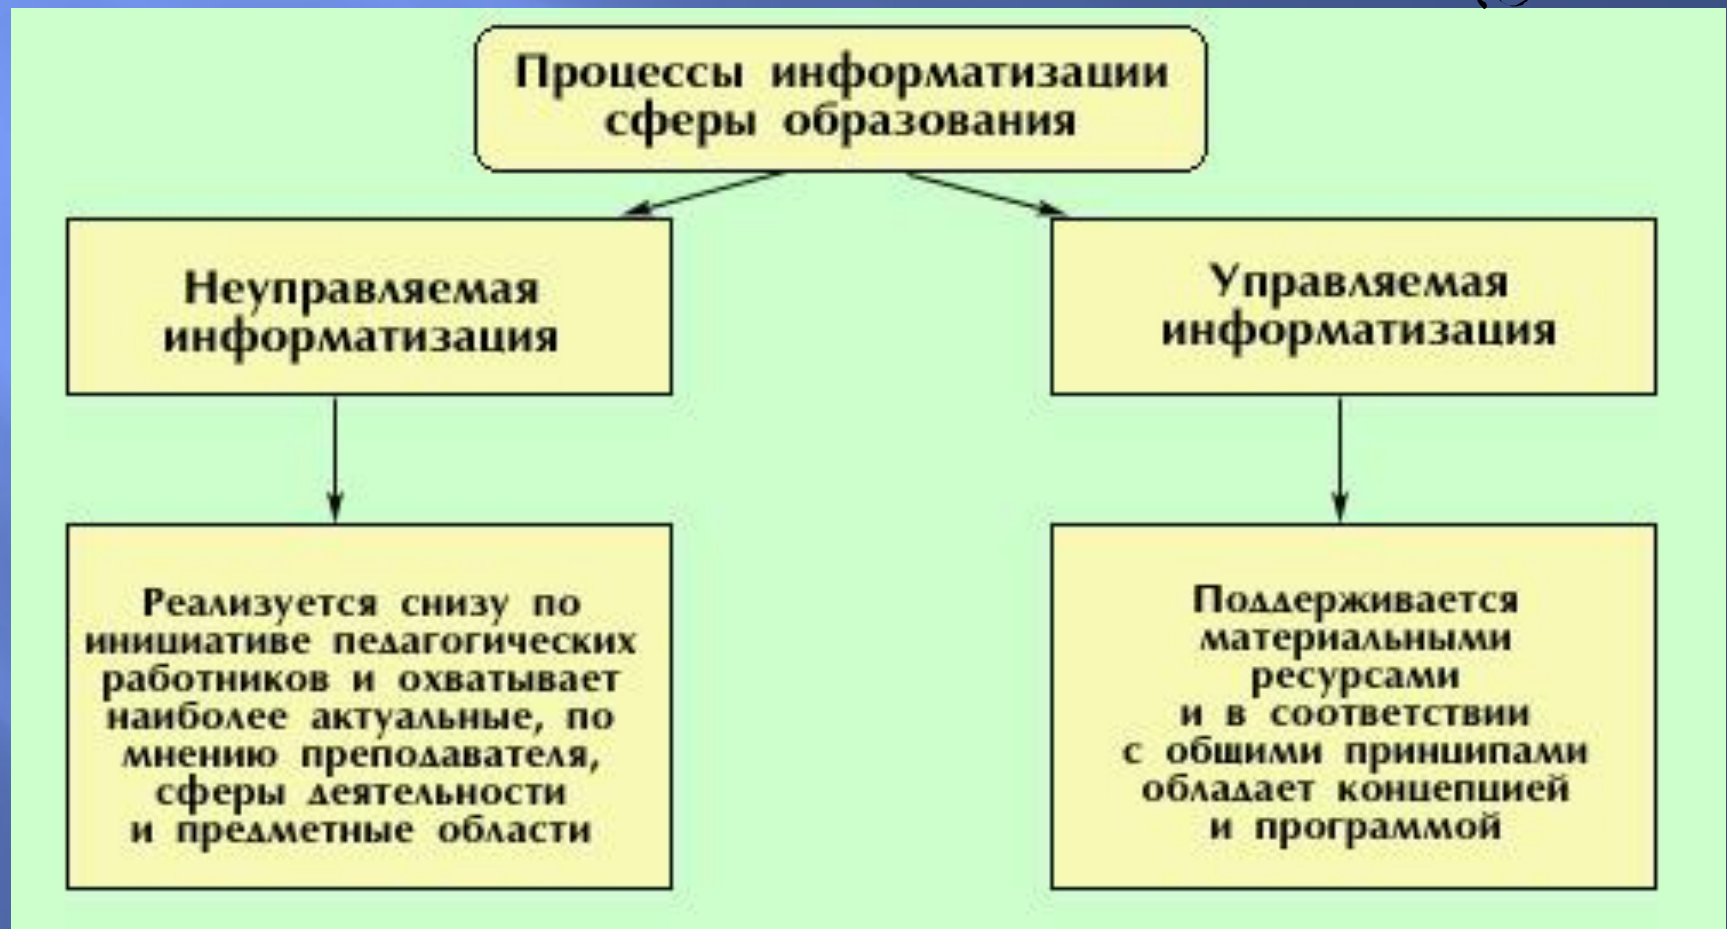 Процессы информатизации
сферы образования
Неуправляемая
информатизация
Управляемая
информатизация
Реализуется снизу по
инициативе педагогических
работников и охватывает
наиболее актуальные, по
мнению преподавателя,
сферы деятельности
и предметные области
Поддерживается
материальными
ресурсами
и в соответствии
с общими принципами
обладает концепцией
и программой